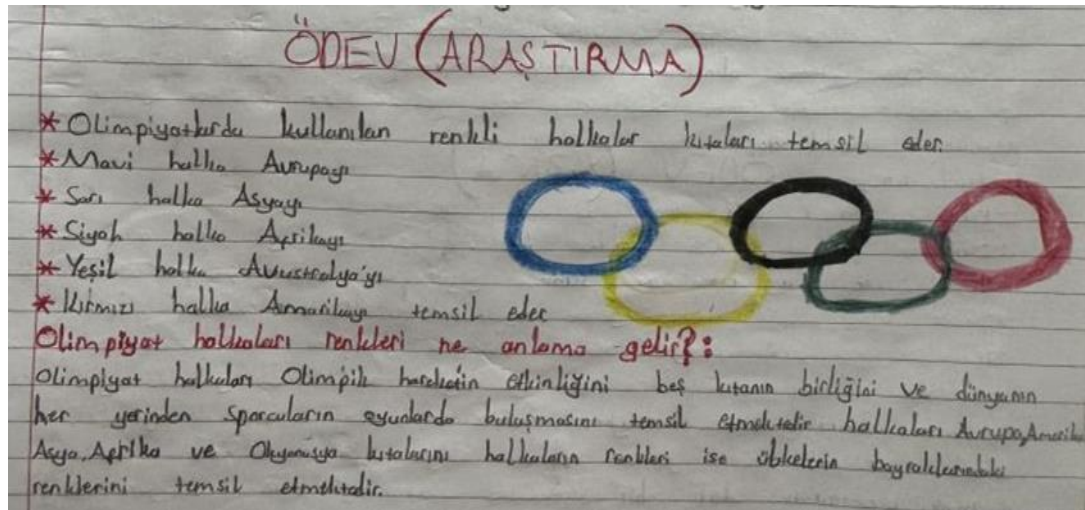 ÖDEV (ARAŞTIRMA)
* Olimpiyatlarda kullanılan renkli halkalar kıtaları temsil eder.
* Mavi halka Avrupayı
* Sarı halka Asyayı
* Siyah halka Afrikayı
* Yeşil halka Avustralya'yı
* Kırmızı halka Amarikayı temsil eder
Olimpiyat halkaları renkleri ne anlama gelir?:
Olimpiyat halkaları Olimpik hareketin etkinliğini beş kıtanın birliğini ve dünyanın
her yerinden sporcuların oyunlarda buluşmasını temsil etmektedir halkaları Avrupa, Amerika
Asya, Afrika ve Okyanusya kıtalarını halkaların renkleri ise ülkelerin bayraklarındaki
renklerini temsil etmektedir.